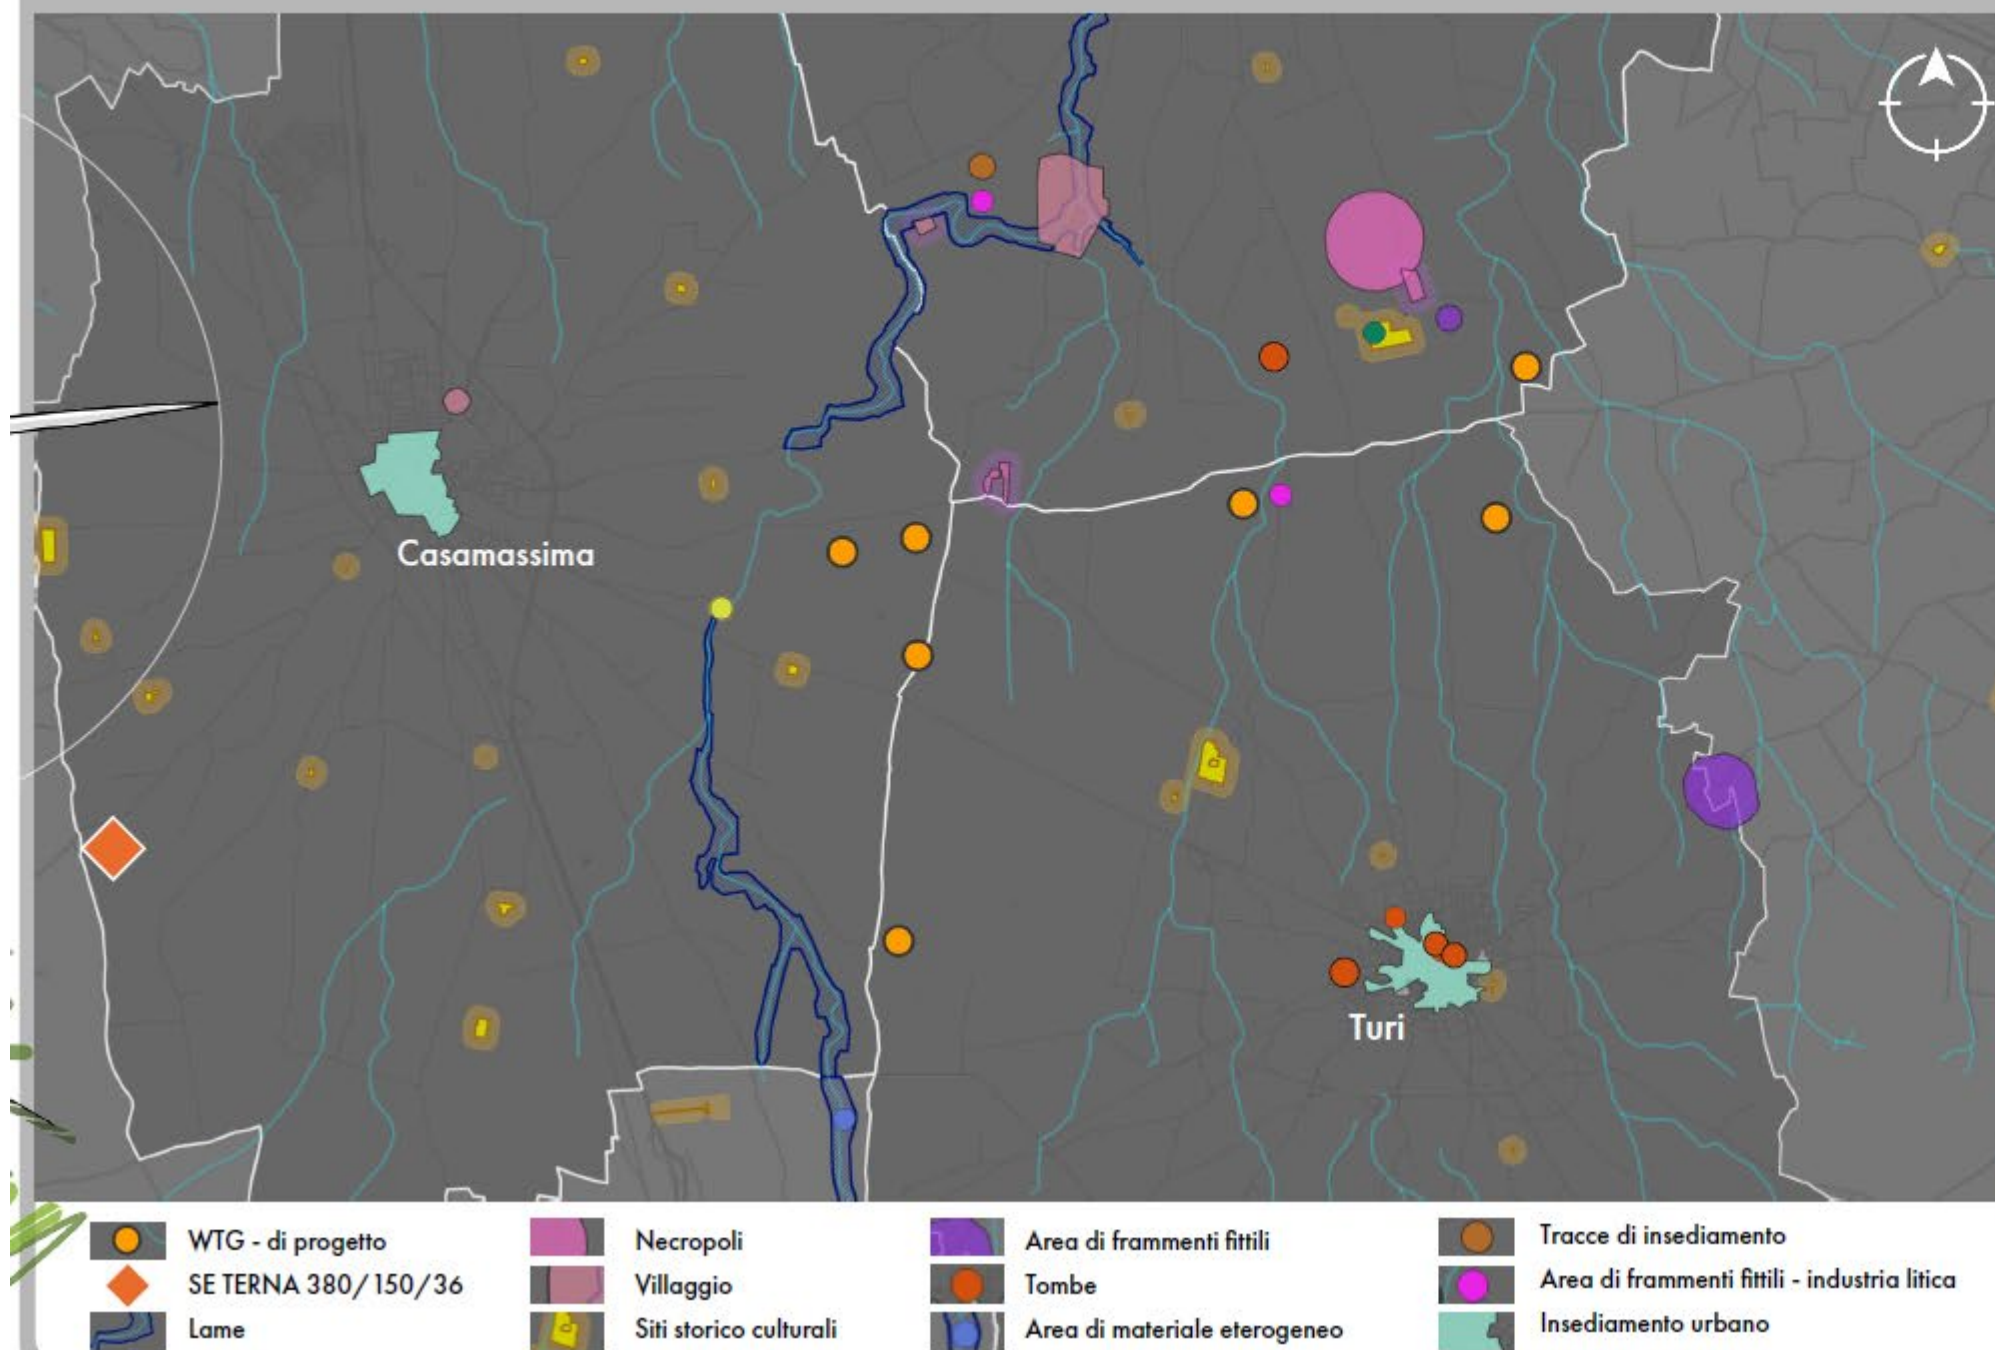 Casamassima
Turi
WTG - di progetto
SE TERNA 380/150/36
Lame
Necropoli
Villaggio
Siti storico culturali
Area di frammenti fittili
Tombe
Area di materiale eterogeneo
Tracce di insediamento
Area di frammenti fittili - industria litica
Insediamento urbano